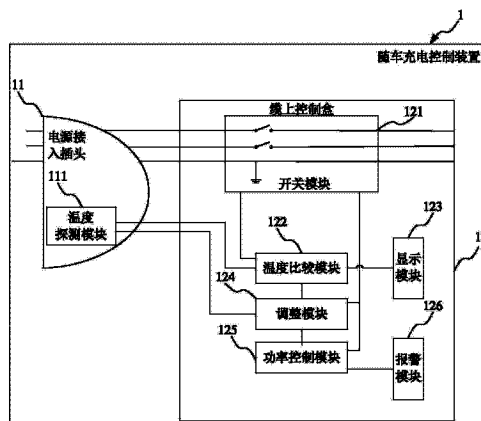 1
随车充电控制装置
11
缆上控制盒
121
电源接
入插头
开关模块
111
温度
探测模块
122
温度比较模块
123
显示
模块
124
调整模块
125
功率控制模块
126
报警
模块